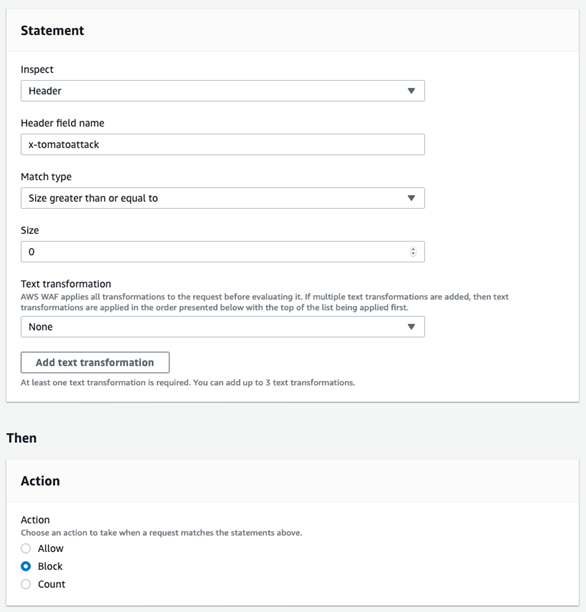 Statement
Inspect
Header
Header field name
x-tomatoattack
Match type
Size greater than or equal to
Size
0
Text transformation
AWS WAF applies all transformations to the request before evaluating it. If multiple text transformations are added, then text
transformations are applied in the order presented below with the top of the list being applied first.
None
Add text transformation
At least one text transformation is required. You can add up to 3 text transformations.
Then
Action
Action
Choose an action to take when a request matches the statements above.
Allow
Block
Count